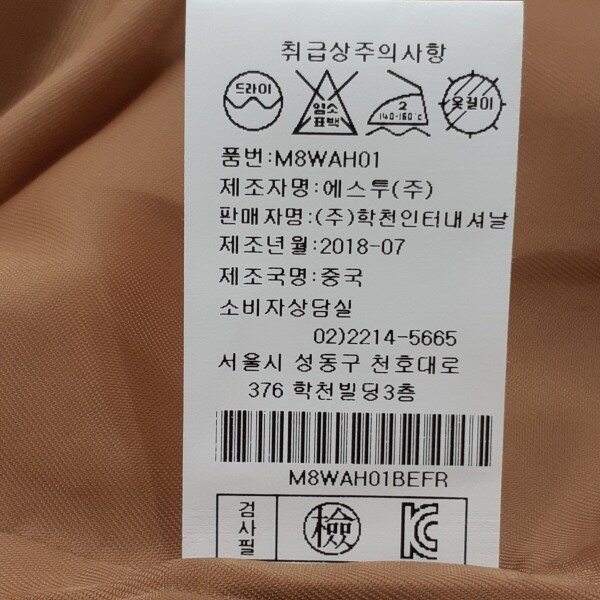 취급상주의사항
드라이 염소 표백 2 140-160℃ 옷걸이
품번:M8WAH01
제조자명:에스투(주)
판매자명:(주)학천인터내셔날
제조년월:2018-07
제조국명:중국
소비자상담실
02)2214-5665
서울시 성동구 천호대로
376 학천빌딩3층
M8WAH01BEFR
검사필 檢 KC